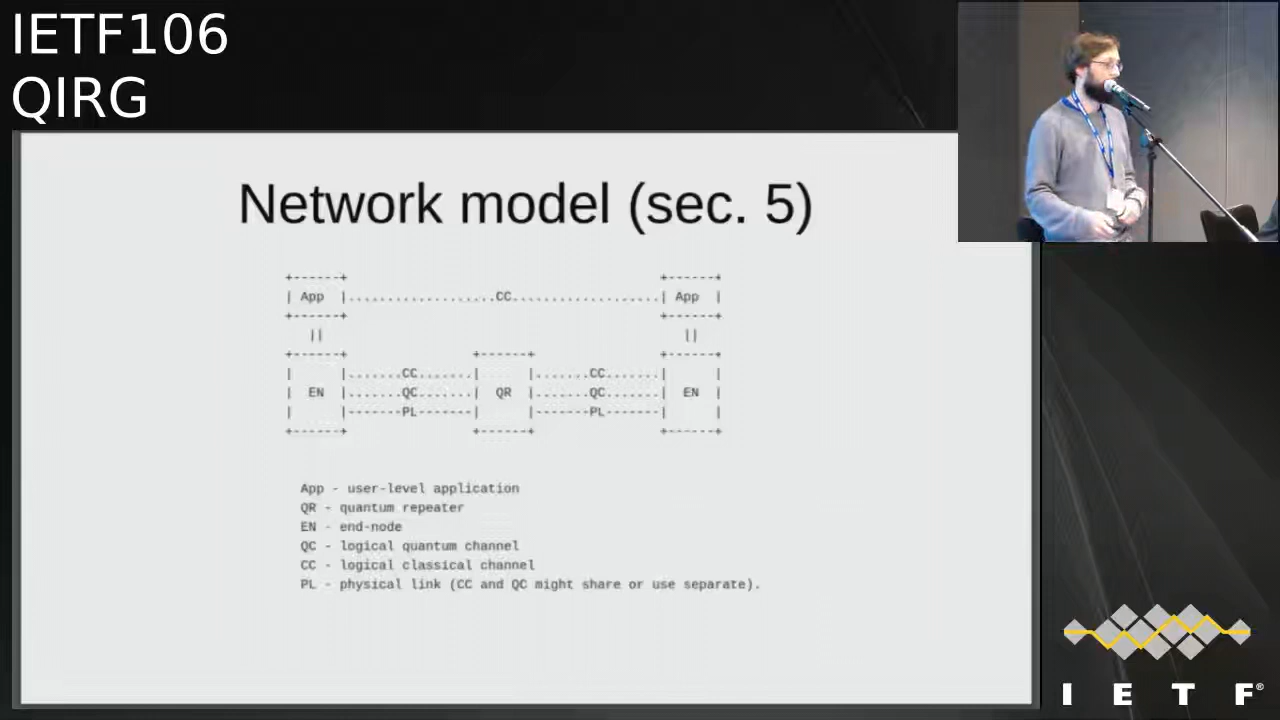 IETF106
QIRG
Network model (sec. 5)
+------+                                         +------+
| App |...................CC...................| App |
+------+                                         +------+
||                                                ||
+------+                +------+                +------+
|      |.......CC.......|      |.......CC.......|      |
|  EN  |.......QC.......|  QR  |.......QC.......|  EN  |
|      |-------PL-------|      |-------PL-------|      |
+------+                +------+                +------+
App - user-level application
QR - quantum repeater
EN - end-node
QC - logical quantum channel
CC - logical classical channel
PL - physical link (CC and QC might share or use separate).
I E T F®